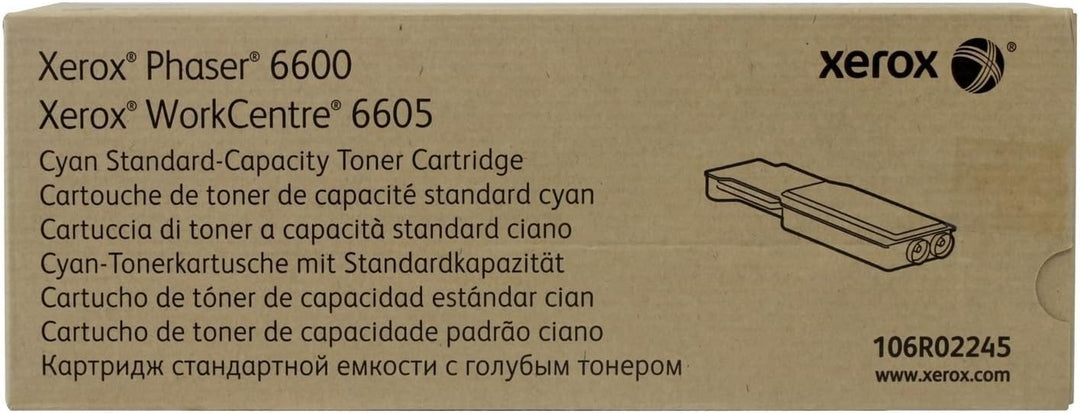 Xerox® Phaser® 6600
Xerox® WorkCentre® 6605
xerox ®
Cyan Standard-Capacity Toner Cartridge
Cartouche de toner de capacité standard cyan
Cartuccia di toner a capacità standard ciano
Cyan-Tonerkartusche mit Standardkapazität
Cartucho de tóner de capacidad estándar cian
Cartucho de toner de capacidade padrão ciano
Картридж стандартной емкости с голубым тонером
106R02245
www.xerox.com